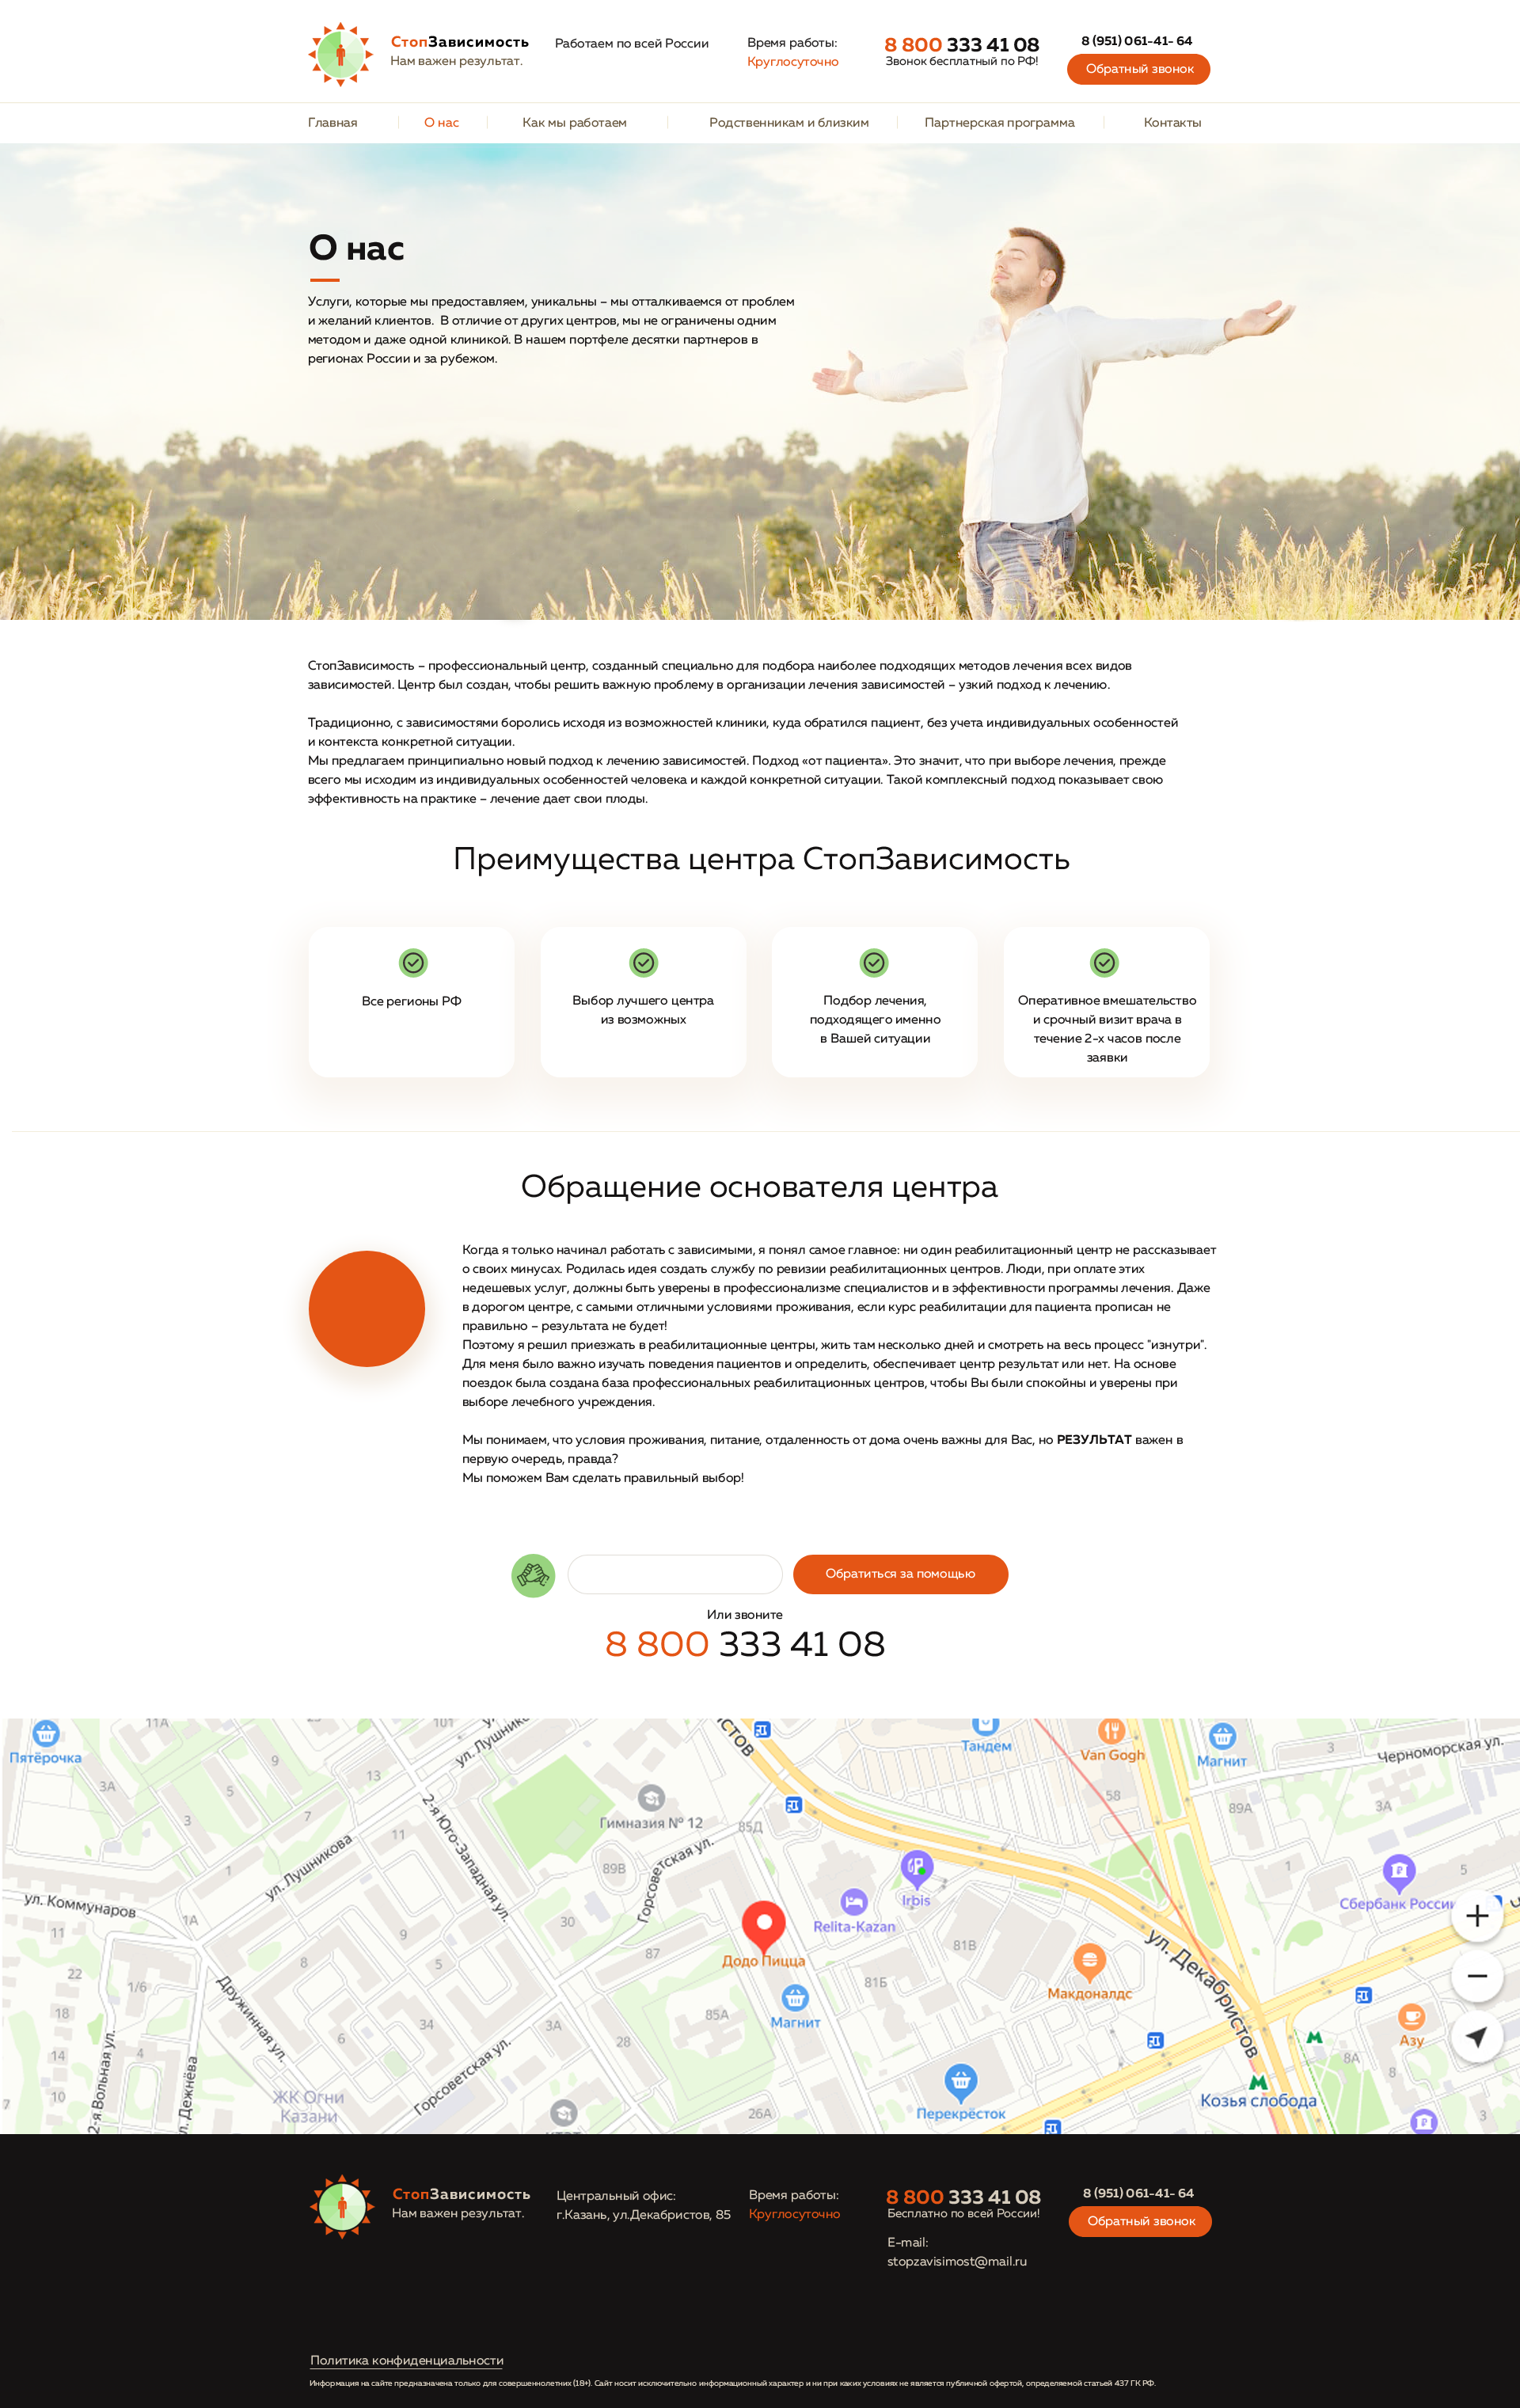 СтопЗависимость
Нам важен результат.
Работаем по всей России
Время работы:
Круглосуточно
8 800 333 41 08
Звонок бесплатный по РФ!
8 (951) 061-41- 64
Обратный звонок
Главная
О нас
Как мы работаем
Родственникам и близким
Партнерская программа
Контакты
О нас
Услуги, которые мы предоставляем, уникальны – мы отталкиваемся от проблем
и желаний клиентов.  В отличие от других центров, мы не ограничены одним
методом и даже одной клиникой. В нашем портфеле десятки партнеров в
регионах России и за рубежом.
СтопЗависимость – профессиональный центр, созданный специально для подбора наиболее подходящих методов лечения всех видов
зависимостей. Центр был создан, чтобы решить важную проблему в организации лечения зависимостей – узкий подход к лечению.
Традиционно, с зависимостями боролись исходя из возможностей клиники, куда обратился пациент, без учета индивидуальных особенностей
и контекста конкретной ситуации.
Мы предлагаем принципиально новый подход к лечению зависимостей. Подход «от пациента». Это значит, что при выборе лечения, прежде
всего мы исходим из индивидуальных особенностей человека и каждой конкретной ситуации. Такой комплексный подход показывает свою
эффективность на практике – лечение дает свои плоды.
Преимущества центра СтопЗависимость
Все регионы РФ
Выбор лучшего центра
из возможных
Подбор лечения,
подходящего именно
в Вашей ситуации
Оперативное вмешательство
и срочный визит врача в
течение 2-х часов после
заявки
Обращение основателя центра
Когда я только начинал работать с зависимыми, я понял самое главное: ни один реабилитационный центр не рассказывает
о своих минусах. Родилась идея создать службу по ревизии реабилитационных центров. Люди, при оплате этих
недешевых услуг, должны быть уверены в профессионализме специалистов и в эффективности программы лечения. Даже
в дорогом центре, с самыми отличными условиями проживания, если курс реабилитации для пациента прописан не
правильно – результата не будет!
Поэтому я решил приезжать в реабилитационные центры, жить там несколько дней и смотреть на весь процесс "изнутри".
Для меня было важно изучать поведения пациентов и определить, обеспечивает центр результат или нет. На основе
поездок была создана база профессиональных реабилитационных центров, чтобы Вы были спокойны и уверены при
выборе лечебного учреждения.
Мы понимаем, что условия проживания, питание, отдаленность от дома очень важны для Вас, но РЕЗУЛЬТАТ важен в
первую очередь, правда?
Мы поможем Вам сделать правильный выбор!
Обратиться за помощью
Или звоните
8 800 333 41 08
11А
101
ул. Лушникова
Пятёрочка
3А
9
13
5
3
7
11
1
ул. Лушникова
2-я Юго-Западная ул.
Гимназия № 12
89В
85Д
Горсоветская ул.
Тандем
Van Gogh
Магнит
3
Черноморская ул.
58
89А
3А
1
5
Irbis
Relita-Kazan
Сбербанк России
ул. Коммунаров
1А
11
9
30
87
Додо Пицца
81В
81Б
Макдоналдс
ул. Декабристов
22
1/6
8
5
Дружинная ул.
18
6
34
3А
28
85А
Магнит
14
4
10
7
2-я Вольная ул.
Дежнёва
ЖК Огни
Казани
Горсоветская ул.
26А
Перекрёсток
Азу
8А
8
Козья слобода
3
СтопЗависимость
Нам важен результат.
Центральный офис:
г.Казань, ул.Декабристов, 85
Время работы:
Круглосуточно
8 800 333 41 08
Бесплатно по всей России!
E-mail:
stopzavisimost@mail.ru
8 (951) 061-41- 64
Обратный звонок
Политика конфиденциальности
Информация на сайте предназначена только для совершеннолетних (18+). Сайт носит исключительно информационный характер и ни при каких условиях не является публичной офертой, определяемой статьей 437 ГК РФ.